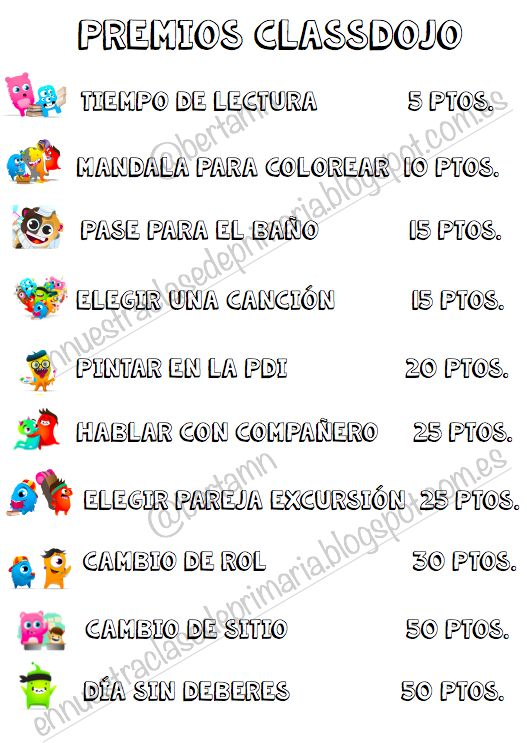 PREMIOS CLASSDOJO
TIEMPO DE LECTURA 5 PTOS.
MANDALA PARA COLOREAR 10 PTOS.
PASE PARA EL BAÑO 15 PTOS.
ELEGIR UNA CANCIÓN 15 PTOS.
PINTAR EN LA PDI 20 PTOS.
HABLAR CON COMPAÑERO 25 PTOS.
ELEGIR PAREJA EXCURSIÓN 25 PTOS.
CAMBIO DE ROL 30 PTOS.
CAMBIO DE SITIO 50 PTOS.
DÍA SIN DEBERES 50 PTOS.
@bertamn
ennuestraclasedeprimaria.blogspot.com.es
@bertamn
ennuestraclasedeprimaria.blogspot.com.es